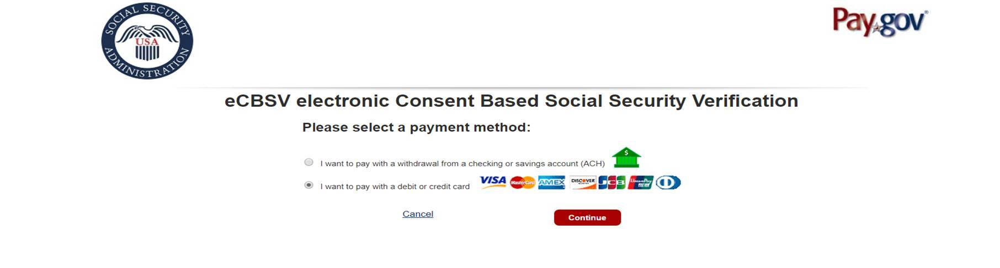 SOCIAL SECURITY ADMINISTRATION
USA
Pay.gov®
eCBSV electronic Consent Based Social Security Verification
Please select a payment method:
I want to pay with a withdrawal from a checking or savings account (ACH) $
I want to pay with a debit or credit card VISA MasterCard AMEX DISCOVER JCB UnionPay
Cancel Continue